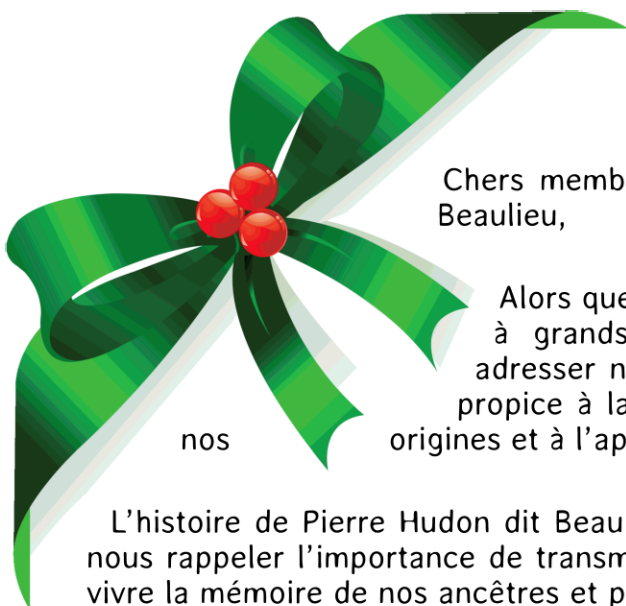 Chers memb
Beaulieu,
Alors que
à grands
adresser n
propice à la
nos origines et à l'ap
L'histoire de Pierre Hudon dit Beau
nous rappeler l'importance de transm
vivre la mémoire de nos ancêtres et p